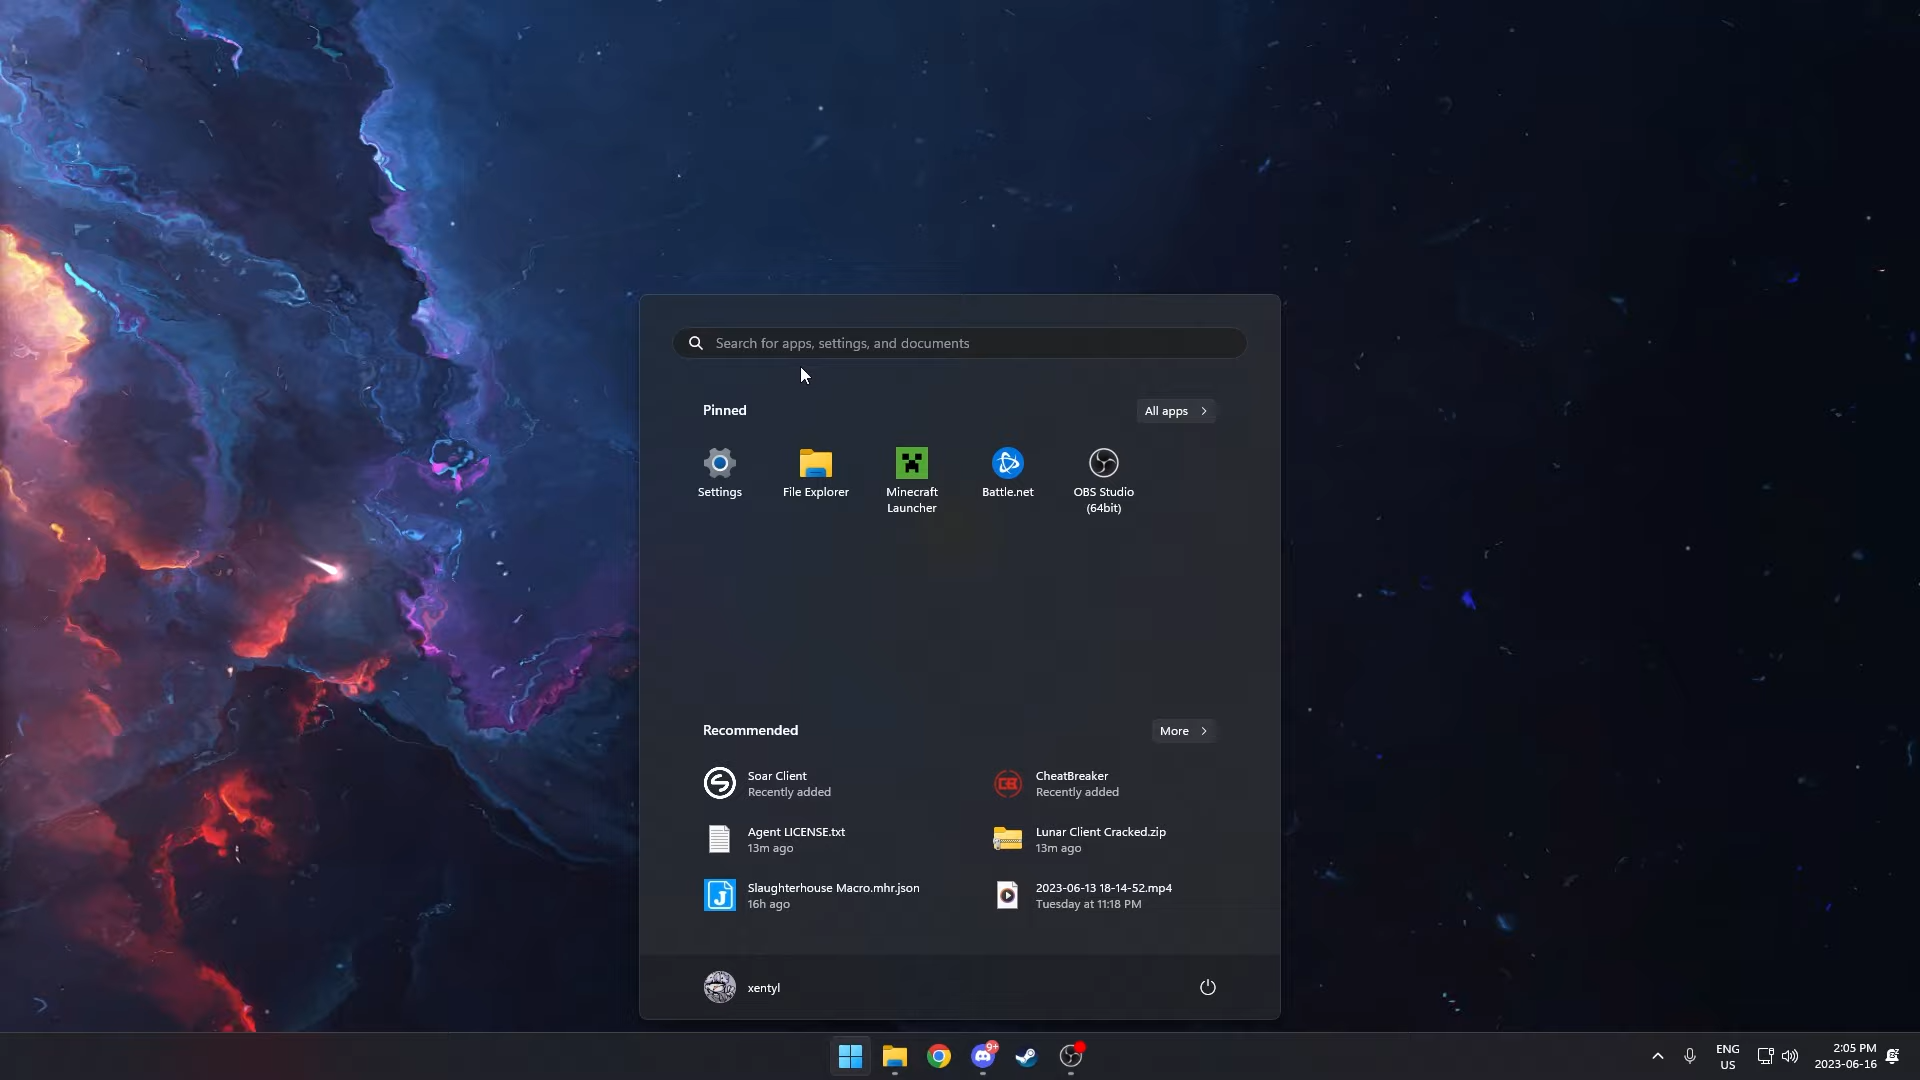 Search for apps, settings, and documents
Pinned
All apps
Settings
File Explorer
Minecraft
Launcher
Battle.net
OBS Studio
(64bit)
Recommended
More
Soar Client
Recently added
CheatBreaker
Recently added
Agent LICENSE.txt
13m ago
Lunar Client Cracked.zip
13m ago
Slaughterhouse Macro.mhr.json
16h ago
2023-06-13 18-14-52.mp4
Tuesday at 11:18 PM
xentyl
9+
ENG
US
2:05 PM
2023-06-16